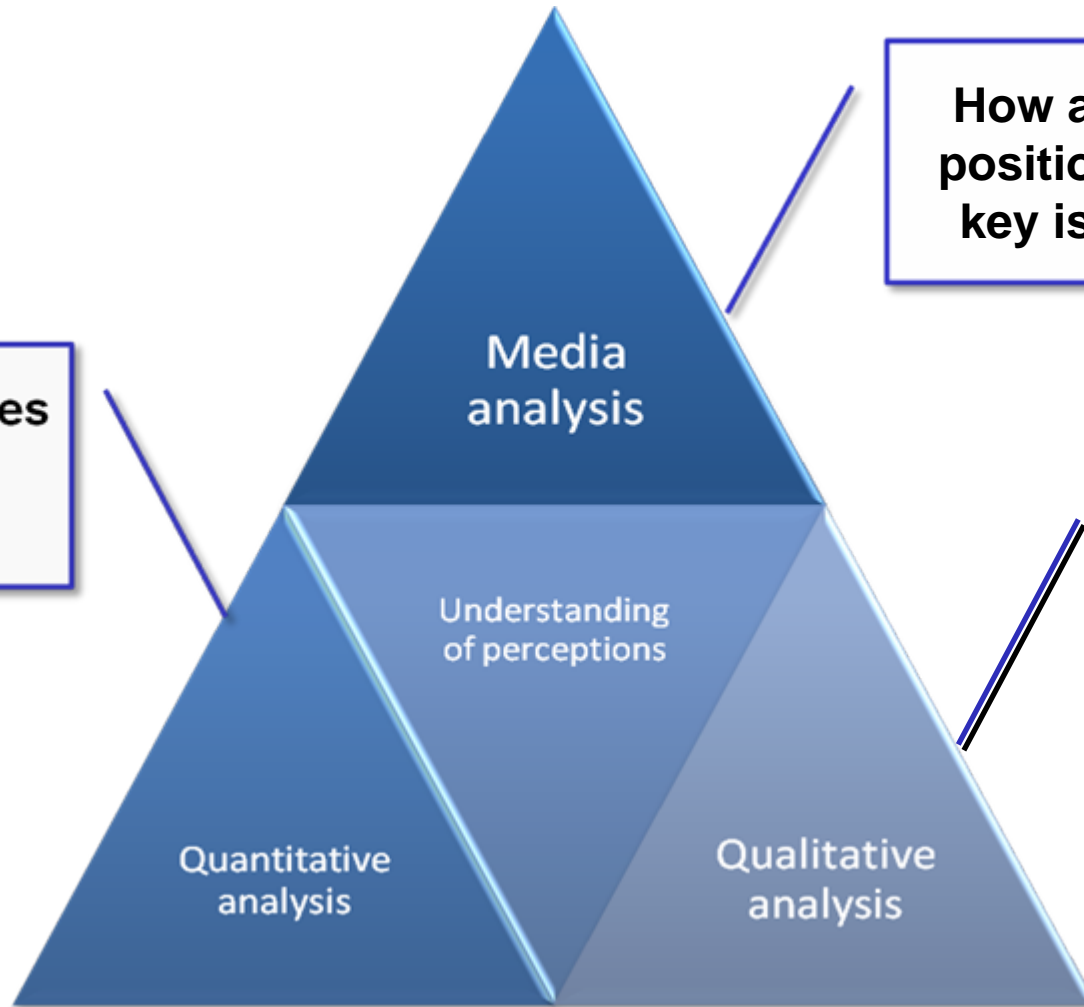 How a
positio
key is
Media
analysis
es
Understanding
of perceptions
Quantitative
analysis
Qualitative
analysis